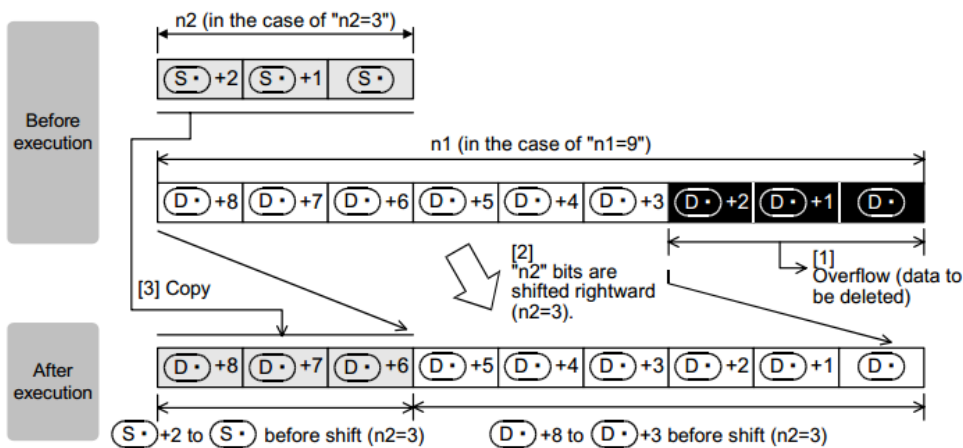 n2 (in the case of "n2=3")
S・+2 S・+1 S・
Before
execution
n1 (in the case of "n1=9")
D・+8 D・+7 D・+6 D・+5 D・+4 D・+3 D・+2 D・+1 D・
[1]
Overflow (data to
be deleted)
[2]
"n2" bits are
shifted rightward
(n2=3).
[3] Copy
After
execution
D・+8 D・+7 D・+6 D・+5 D・+4 D・+3 D・+2 D・+1 D・
S・+2 to S・ before shift (n2=3)
D・+8 to D・+3 before shift (n2=3)